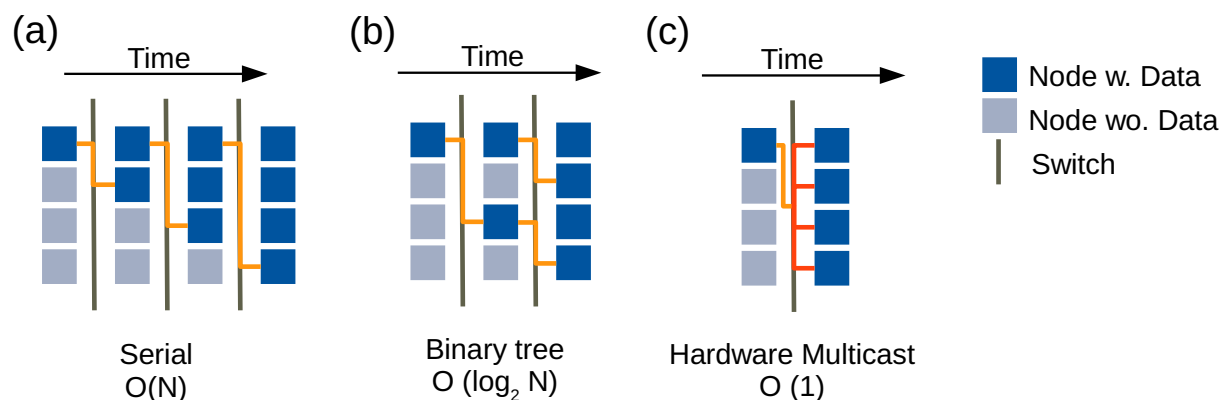 (a)
Time
Serial
O(N)
(b)
Time
Binary tree
O (log₂ N)
(c)
Time
Hardware Multicast
O (1)
Node w. Data
Node wo. Data
Switch